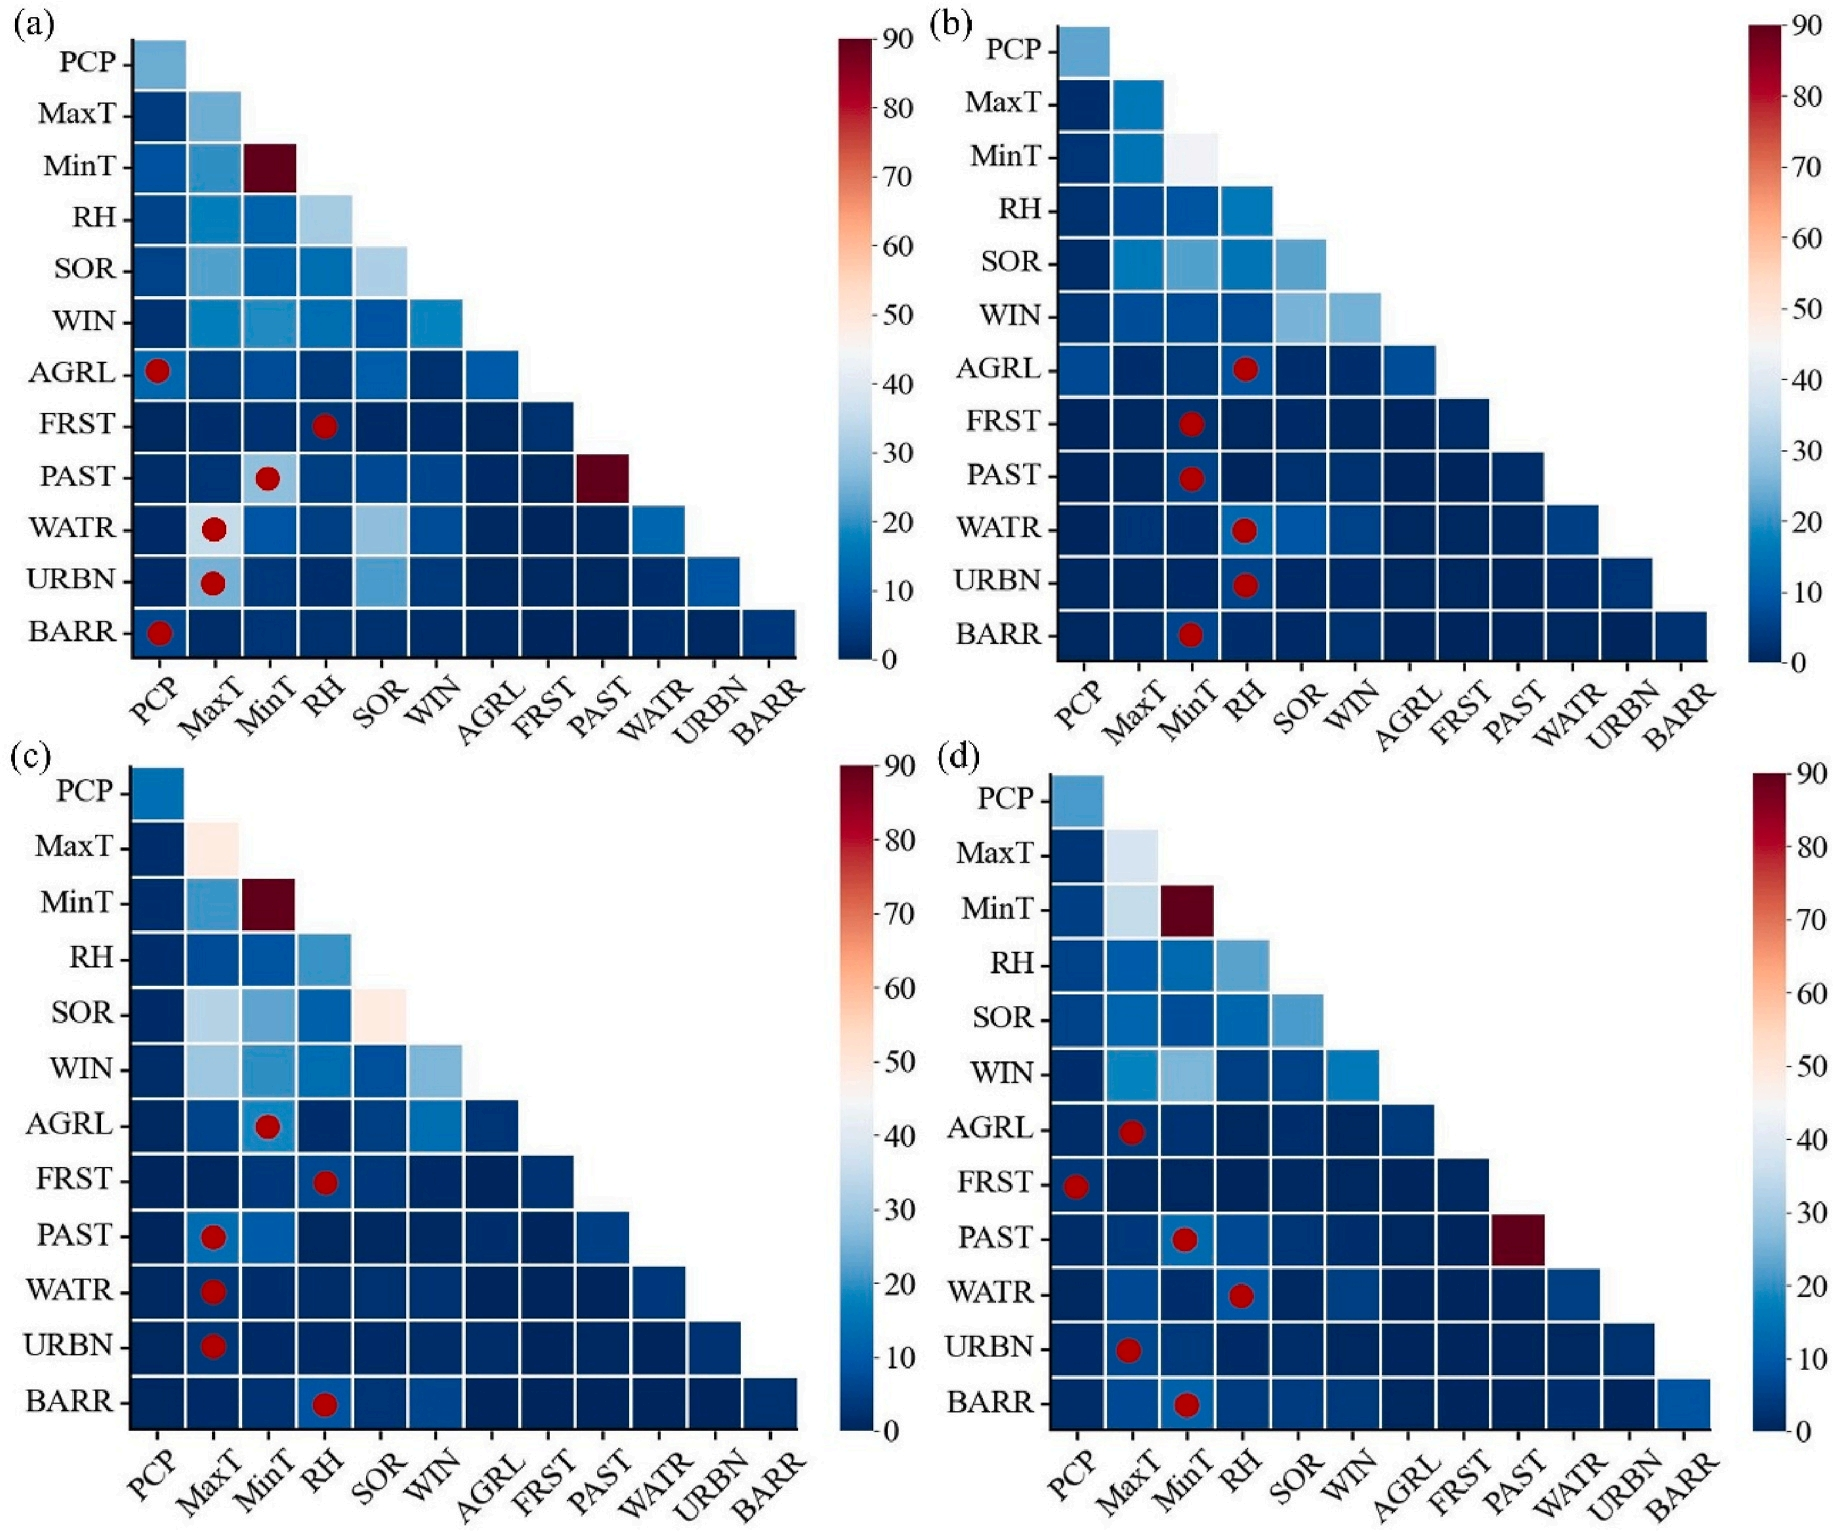 (a)
PCP
MaxT
MinT
RH
SOR
WIN
AGRL
FRST
PAST
WATR
URBN
BARR
PCP MaxT MinT RH SOR WIN AGRL FRST PAST WATR URBN BARR
90
80
70
60
50
40
30
20
10
0
(b)
PCP
MaxT
MinT
RH
SOR
WIN
AGRL
FRST
PAST
WATR
URBN
BARR
PCP MaxT MinT RH SOR WIN AGRL FRST PAST WATR URBN BARR
90
80
70
60
50
40
30
20
10
0
(c)
PCP
MaxT
MinT
RH
SOR
WIN
AGRL
FRST
PAST
WATR
URBN
BARR
PCP MaxT MinT RH SOR WIN AGRL FRST PAST WATR URBN BARR
90
80
70
60
50
40
30
20
10
0
(d)
PCP
MaxT
MinT
RH
SOR
WIN
AGRL
FRST
PAST
WATR
URBN
BARR
PCP MaxT MinT RH SOR WIN AGRL FRST PAST WATR URBN BARR
90
80
70
60
50
40
30
20
10
0